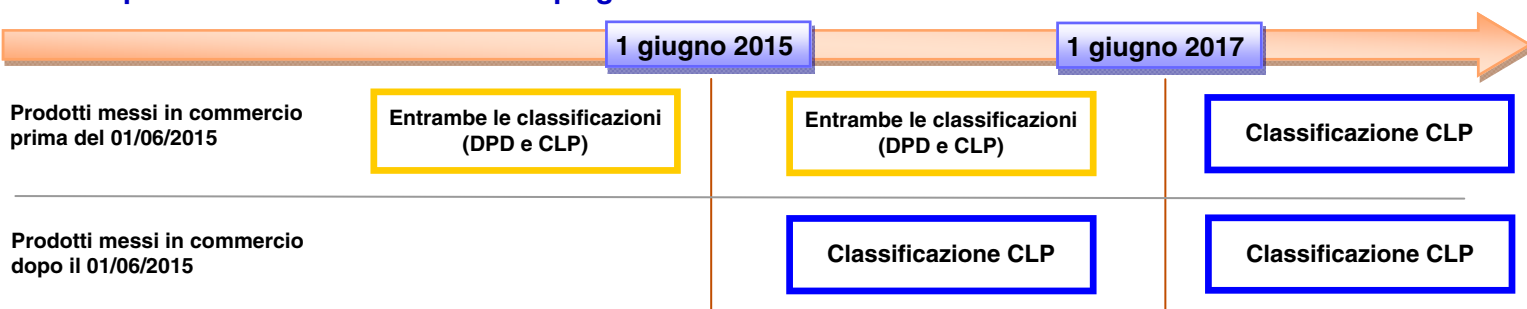 1 giugno 2015
1 giugno 2017
Prodotti messi in commercio
prima del 01/06/2015
Entrambe le classificazioni
(DPD e CLP)
Entrambe le classificazioni
(DPD e CLP)
Classificazione CLP
Prodotti messi in commercio
dopo il 01/06/2015
Classificazione CLP
Classificazione CLP